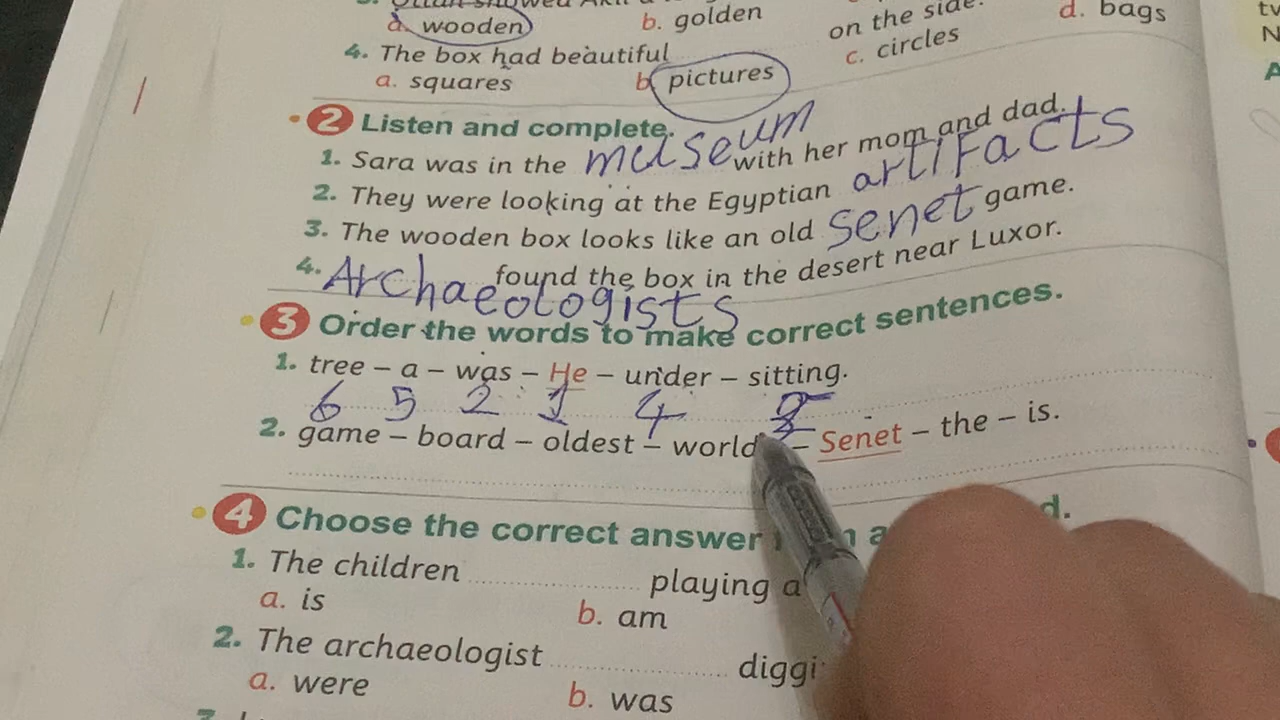 a. wooden b. golden
on the side. d. bags
4. The box had beautiful
a. squares b. pictures c. circles
2 Listen and complete.
1. Sara was in the museum with her mom and dad.
2. They were looking at the Egyptian artifacts
3. The wooden box looks like an old senet game.
4. Archaeologists found the box in the desert near Luxor.
3 Order the words to make correct sentences.
1. tree – a – was – He – under – sitting.
6 5 2 1 4
2. game – board – oldest – world – Senet – the – is.
4 Choose the correct answer
1. The children playing
a. is b. am
2. The archaeologist
a. were b. was